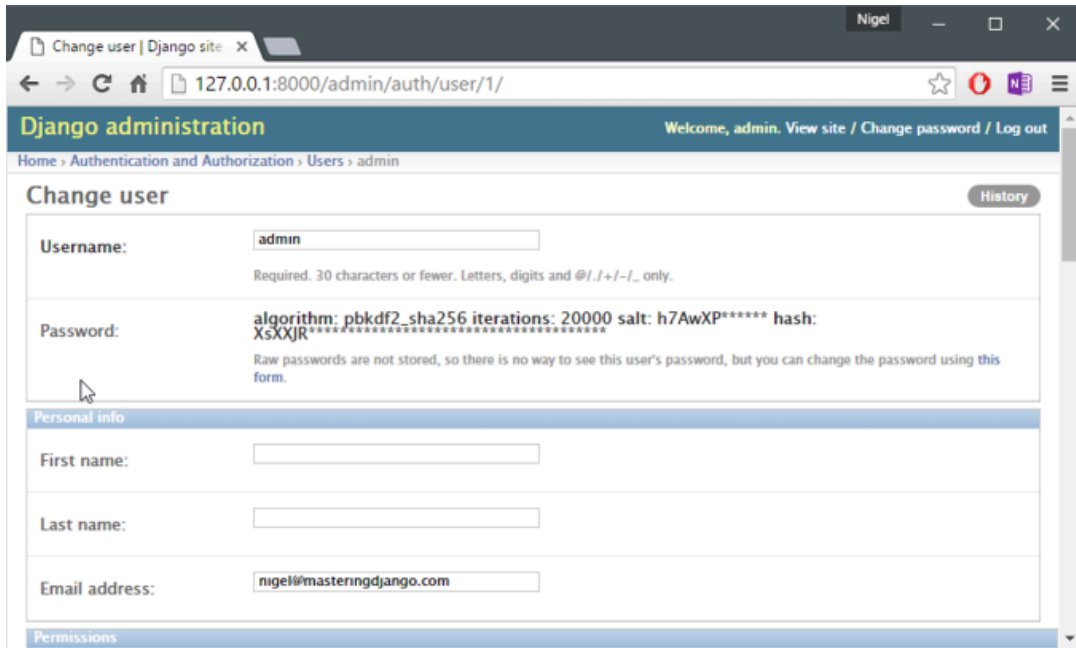 Nigel
Change user | Django site
127.0.0.1:8000/admin/auth/user/1/
Django administration
Welcome, admin. View site / Change password / Log out
Home › Authentication and Authorization › Users › admin
Change user
History
Username:
admin
Required. 30 characters or fewer. Letters, digits and @/./+/-/_ only.
Password:
algorithm: pbkdf2_sha256 iterations: 20000 salt: h7AwXP****** hash:
XsXXJR**************************************
Raw passwords are not stored, so there is no way to see this user's password, but you can change the password using this
form.
Personal info
First name:
Last name:
Email address:
nigel@masteringdjango.com
Permissions